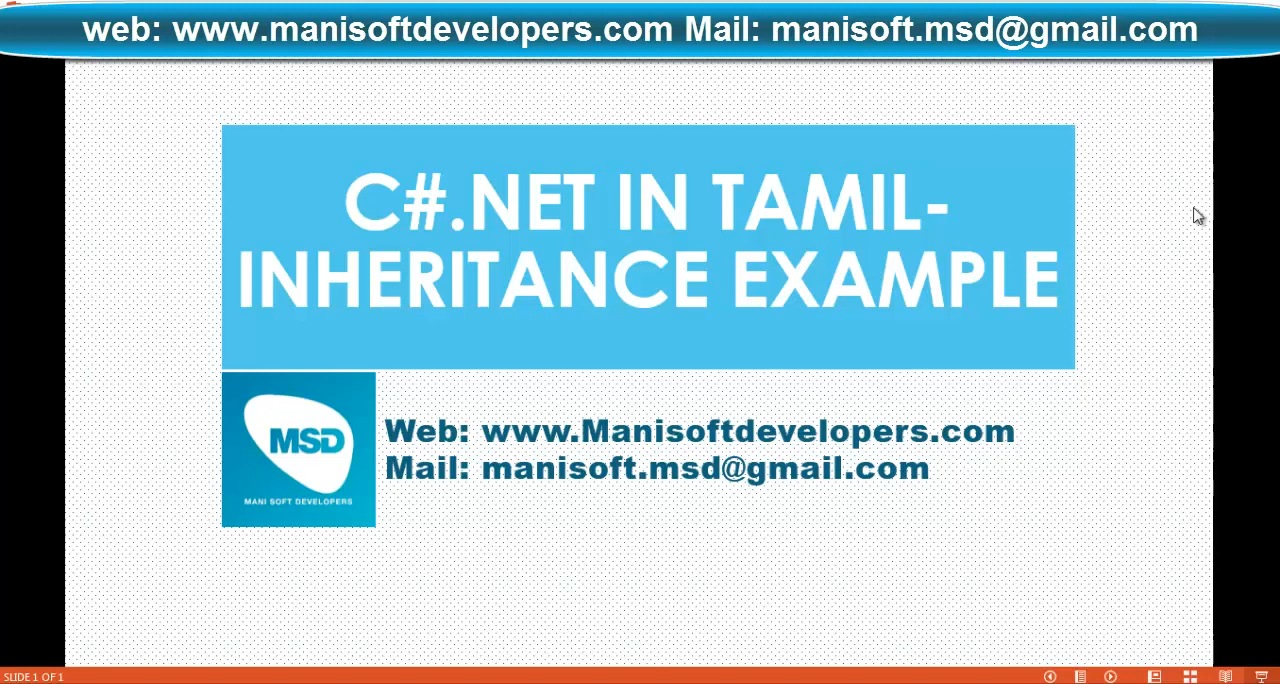 web: www.manisoftdevelopers.com Mail: manisoft.msd@gmail.com
C#.NET IN TAMIL-
INHERITANCE EXAMPLE
MSD
MANI SOFT DEVELOPERS
Web: www.Manisoftdevelopers.com
Mail: manisoft.msd@gmail.com
SLIDE 1 OF 1